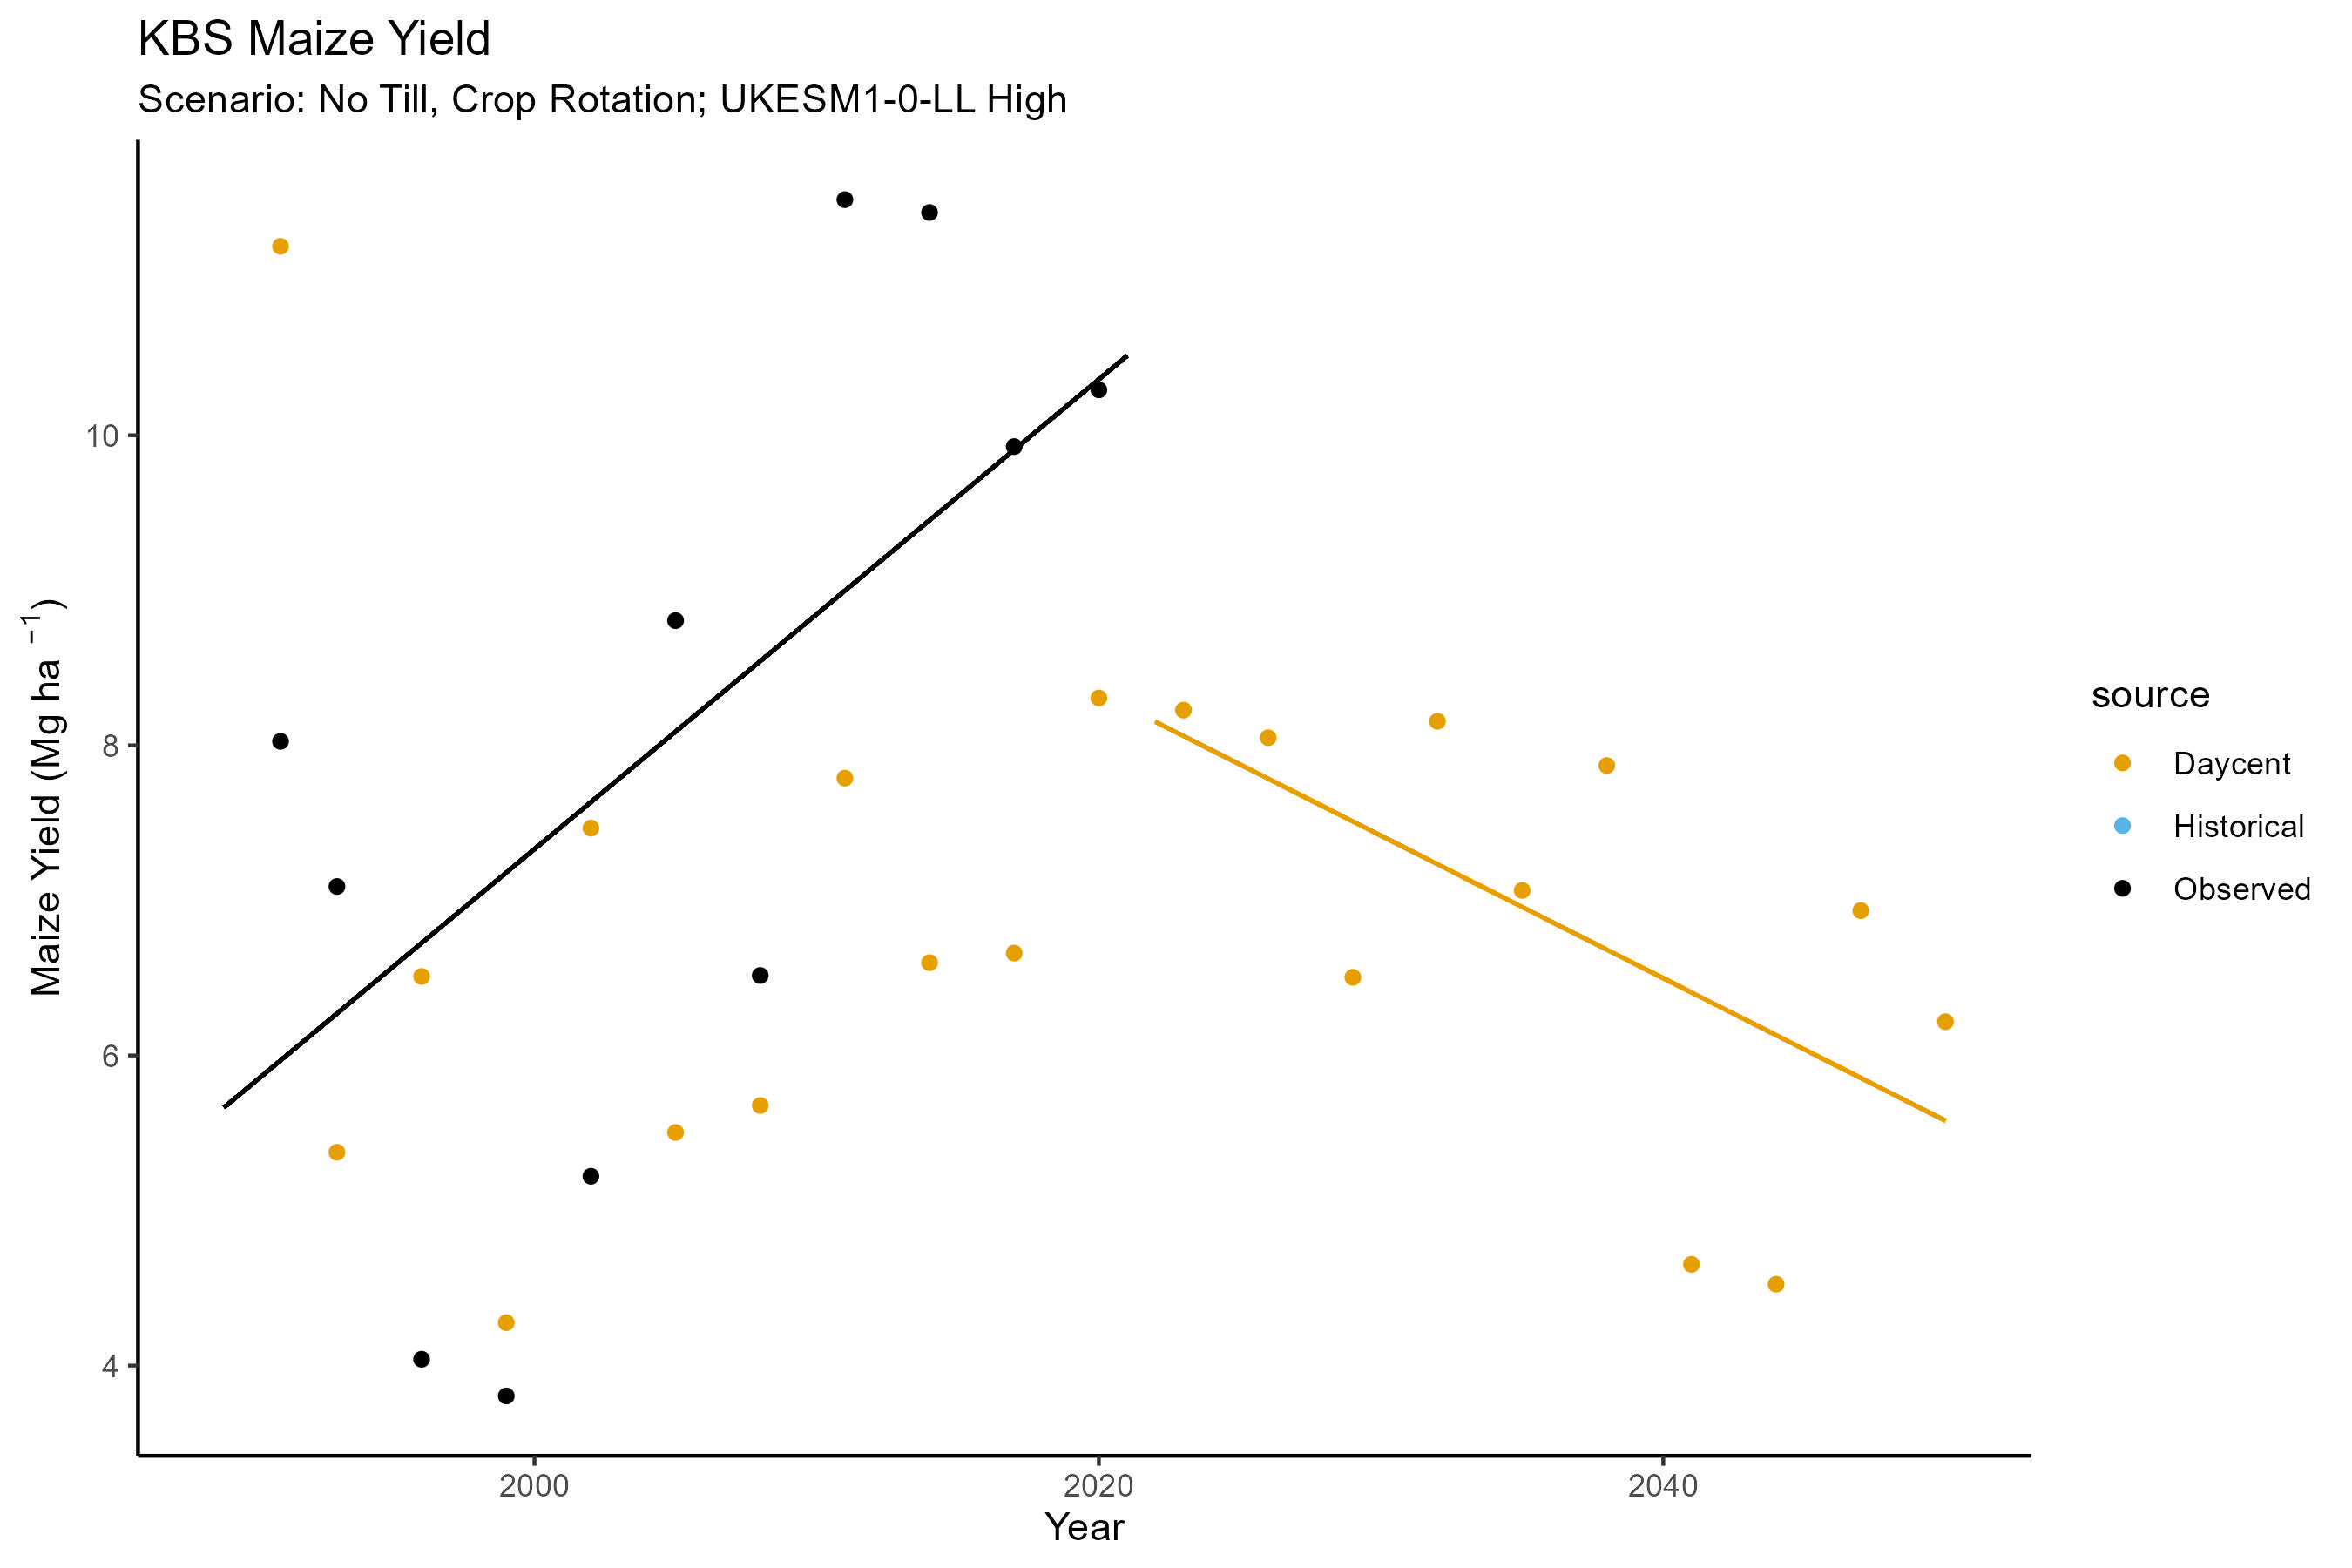 KBS Maize Yield
Scenario: No Till, Crop Rotation; UKESM1-0-LL High
Maize Yield (Mg ha ⁻¹)
10
8
6
4
2000
2020
2040
Year
source
Daycent
Historical
Observed